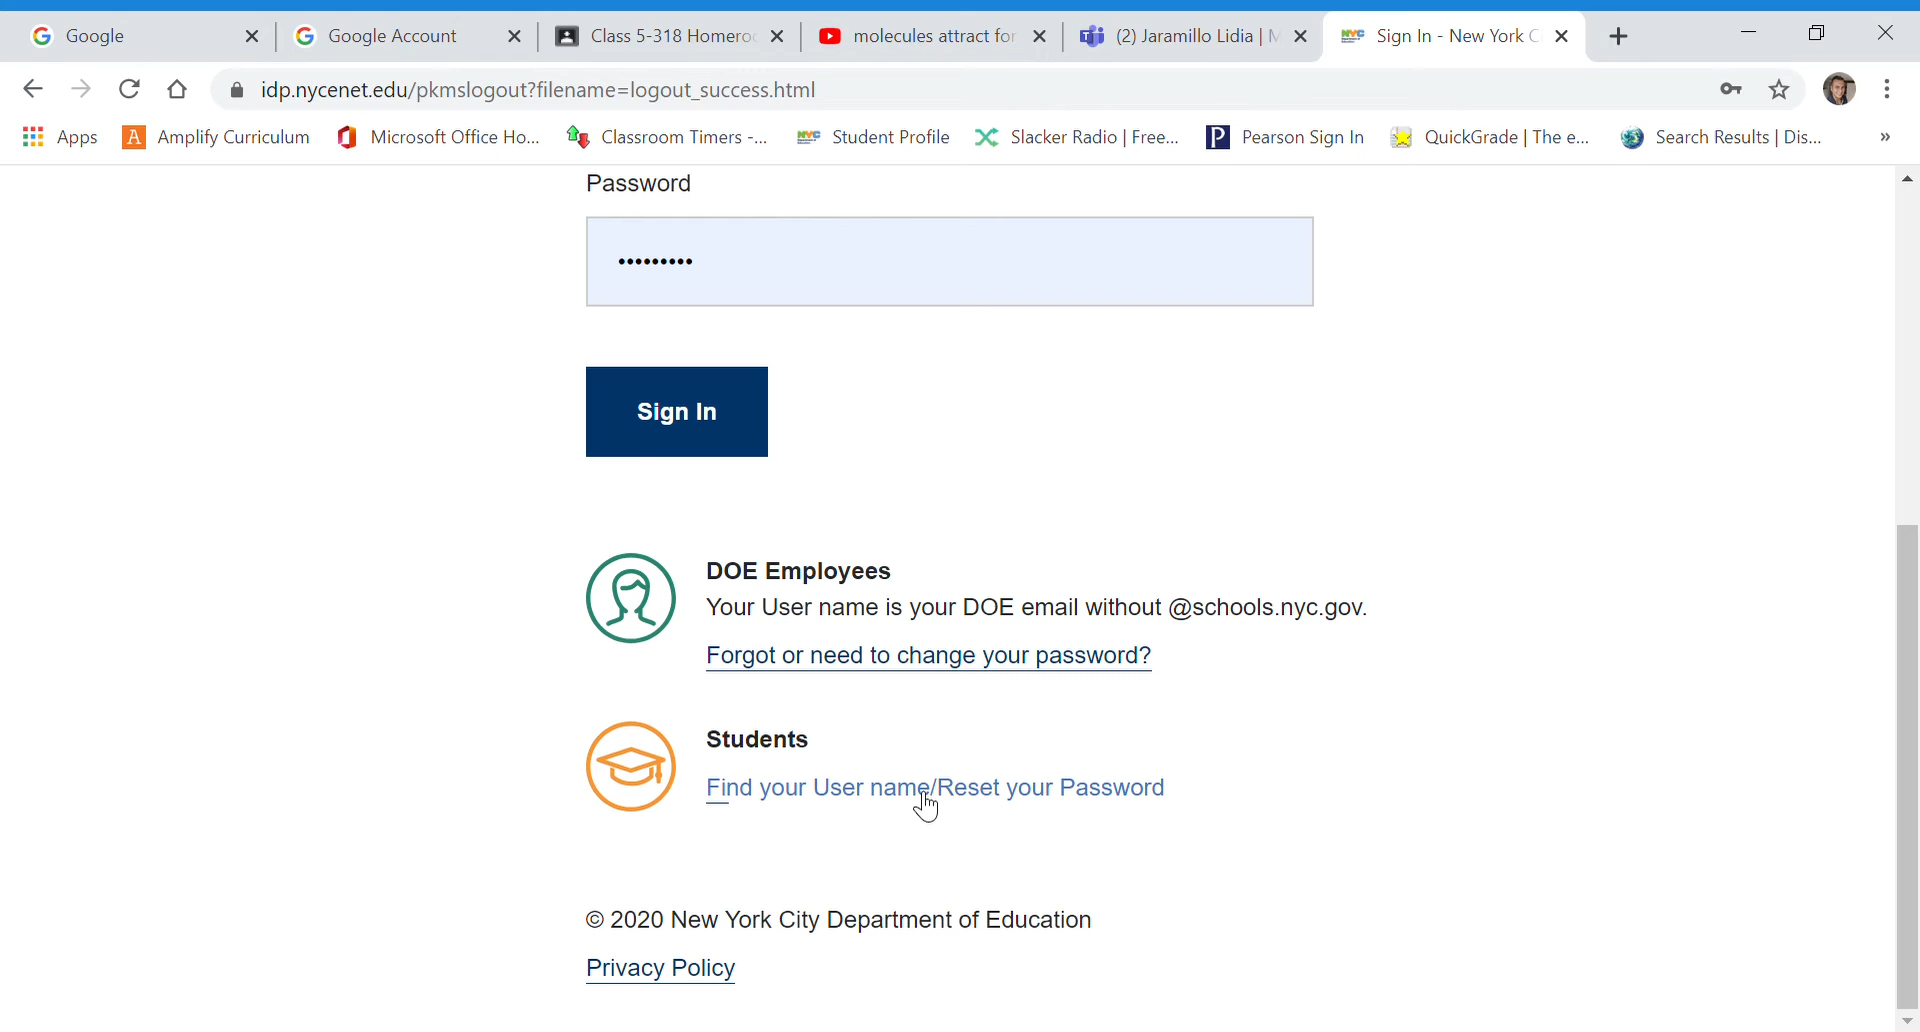 Google
Google Account
Class 5-318 Homeroo
molecules attract for
(2) Jaramillo Lidia | M
Sign In - New York C
idp.nycenet.edu/pkmslogout?filename=logout_success.html
Apps
Amplify Curriculum
Microsoft Office Ho...
Classroom Timers -...
Student Profile
Slacker Radio | Free...
Pearson Sign In
QuickGrade | The e...
Search Results | Dis...
»
Password
•••••••••
Sign In
DOE Employees
Your User name is your DOE email without @schools.nyc.gov.
Forgot or need to change your password?
Students
Find your User name/Reset your Password
© 2020 New York City Department of Education
Privacy Policy